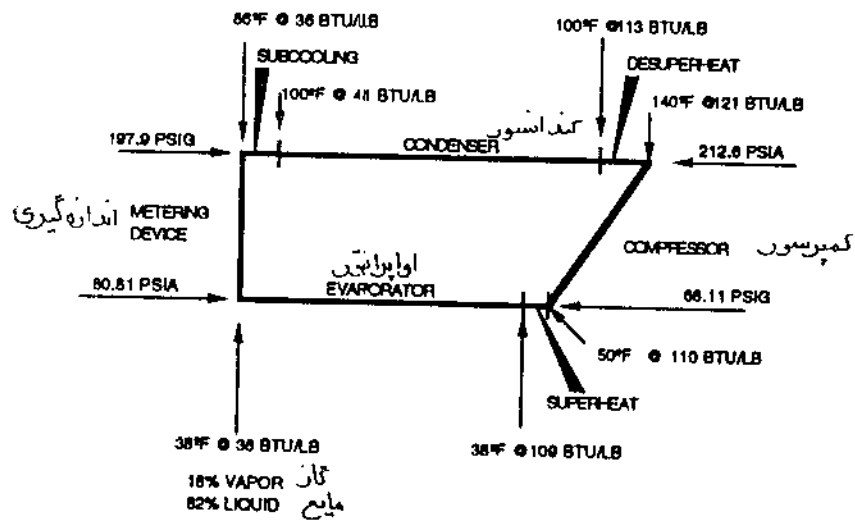 86°F @ 36 BTU/LB
100°F @113 BTU/LB
SUBCOOLING
DESUPERHEAT
100°F @ 41 BTU/LB
140°F @121 BTU/LB
197.9 PSIG
CONDENSER
کندانسور
212.6 PSIA
اندازه گیری
METERING
DEVICE
COMPRESSOR
کمپرسور
اواپراتور
EVAPORATOR
80.81 PSIA
66.11 PSIG
50°F @ 110 BTU/LB
SUPERHEAT
38°F @ 36 BTU/LB
38°F @109 BTU/LB
18% VAPOR گاز
82% LIQUID مایع